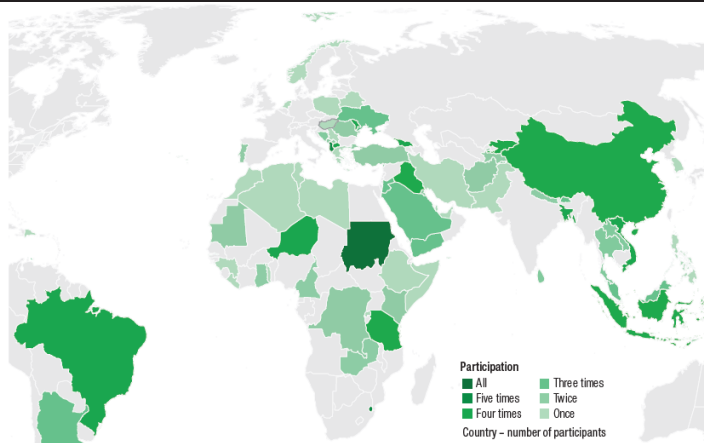 Participation
All
Five times
Four times
Three times
Twice
Once
Country – number of participants